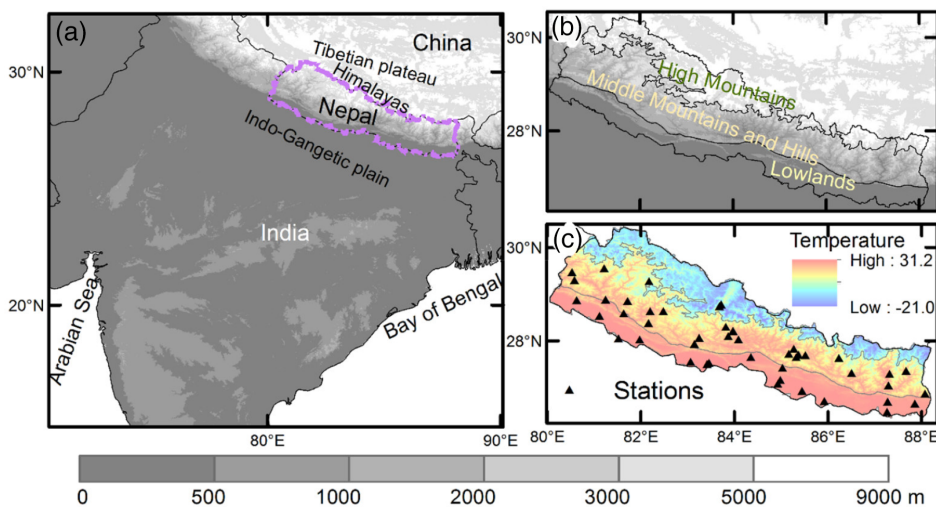 (a)
China
30°N
Tibetian plateau
Himalayas
Nepal
Indo-Gangetic plain
India
20°N
Arabian Sea
Bay of Bengal
80°E
90°E
(b)
30°N
High Mountains
Middle Mountains and Hills
28°N
Lowlands
(c)
30°N
Temperature
High : 31.2
Low : -21.0
28°N
Stations
80°E
82°E
84°E
86°E
88°E
0
500
1000
2000
3000
5000
9000 m